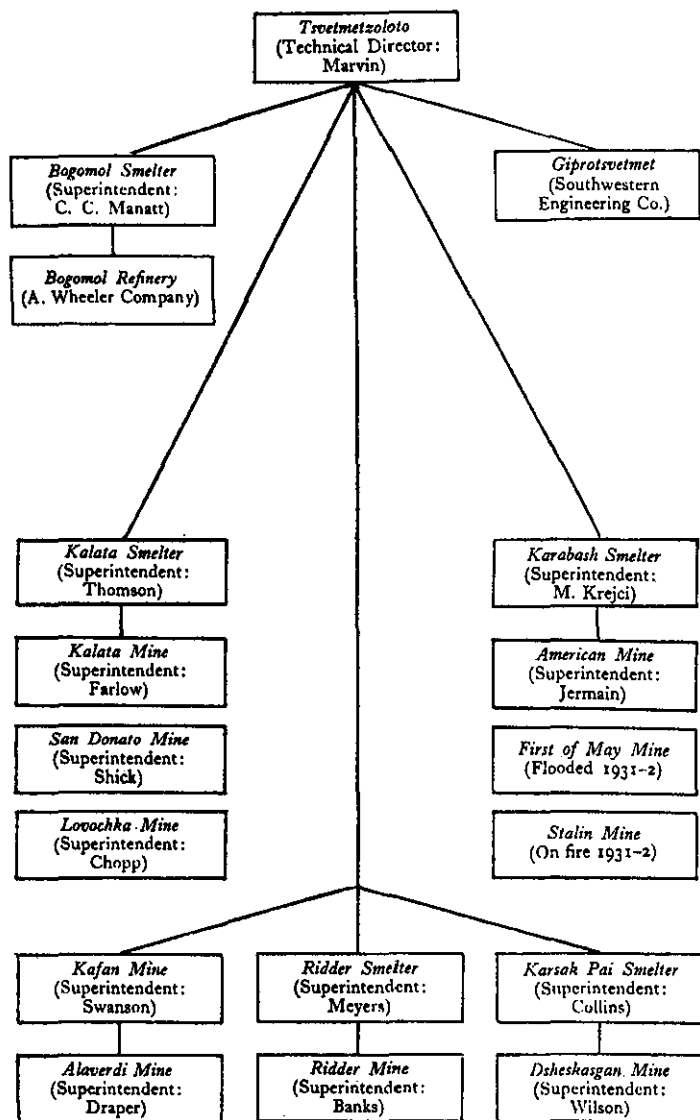 Tsvetmetzoloto
(Technical Director:
Marvin)
Bogomol Smelter
(Superintendent:
C. C. Manatt)
Giprotsvetmet
(Southwestern
Engineering Co.)
Bogomol Refinery
(A. Wheeler Company)
Kalata Smelter
(Superintendent:
Thomson)
Karabash Smelter
(Superintendent:
M. Krejci)
Kalata Mine
(Superintendent:
Farlow)
American Mine
(Superintendent:
Jermain)
San Donato Mine
(Superintendent:
Shick)
First of May Mine
(Flooded 1931-2)
Lovochka Mine
(Superintendent:
Chopp)
Stalin Mine
(On fire 1931-2)
Kafan Mine
(Superintendent:
Swanson)
Ridder Smelter
(Superintendent:
Meyers)
Karsak Pai Smelter
(Superintendent:
Collins)
Alaverdi Mine
(Superintendent:
Draper)
Ridder Mine
(Superintendent:
Banks)
Dsheskasgan Mine
(Superintendent:
Wilson)